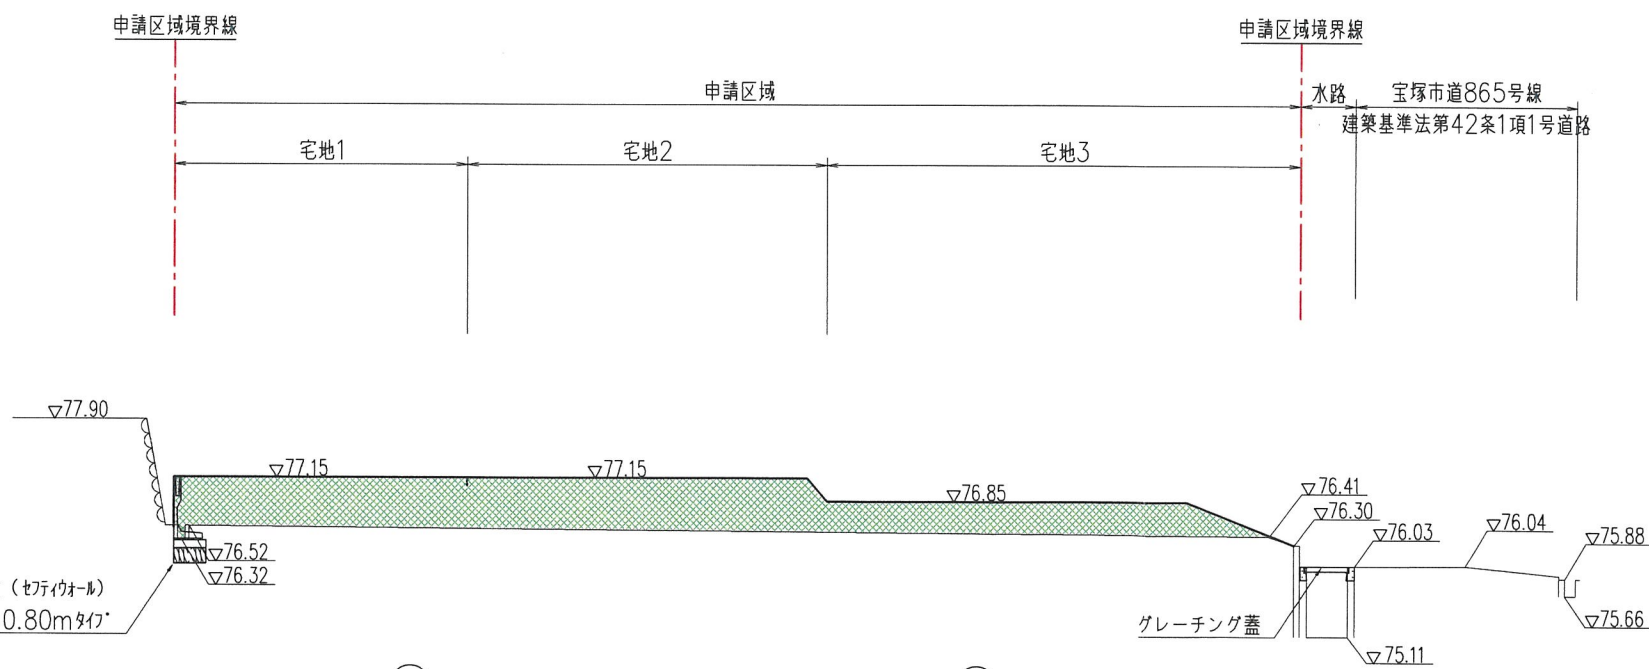 申請区域境界線
申請区域境界線
申請区域
水路
宝塚市道865号線
建築基準法第42条1項1号道路
宅地1
宅地2
宅地3
▽77.90
▽77.15
▽77.15
▽76.85
▽76.41
▽76.30
▽76.03
▽76.04
▽75.88
▽76.52
▽76.32
(セフティウォール)
0.80mタイプ
グレーチング蓋
▽75.66
▽75.11